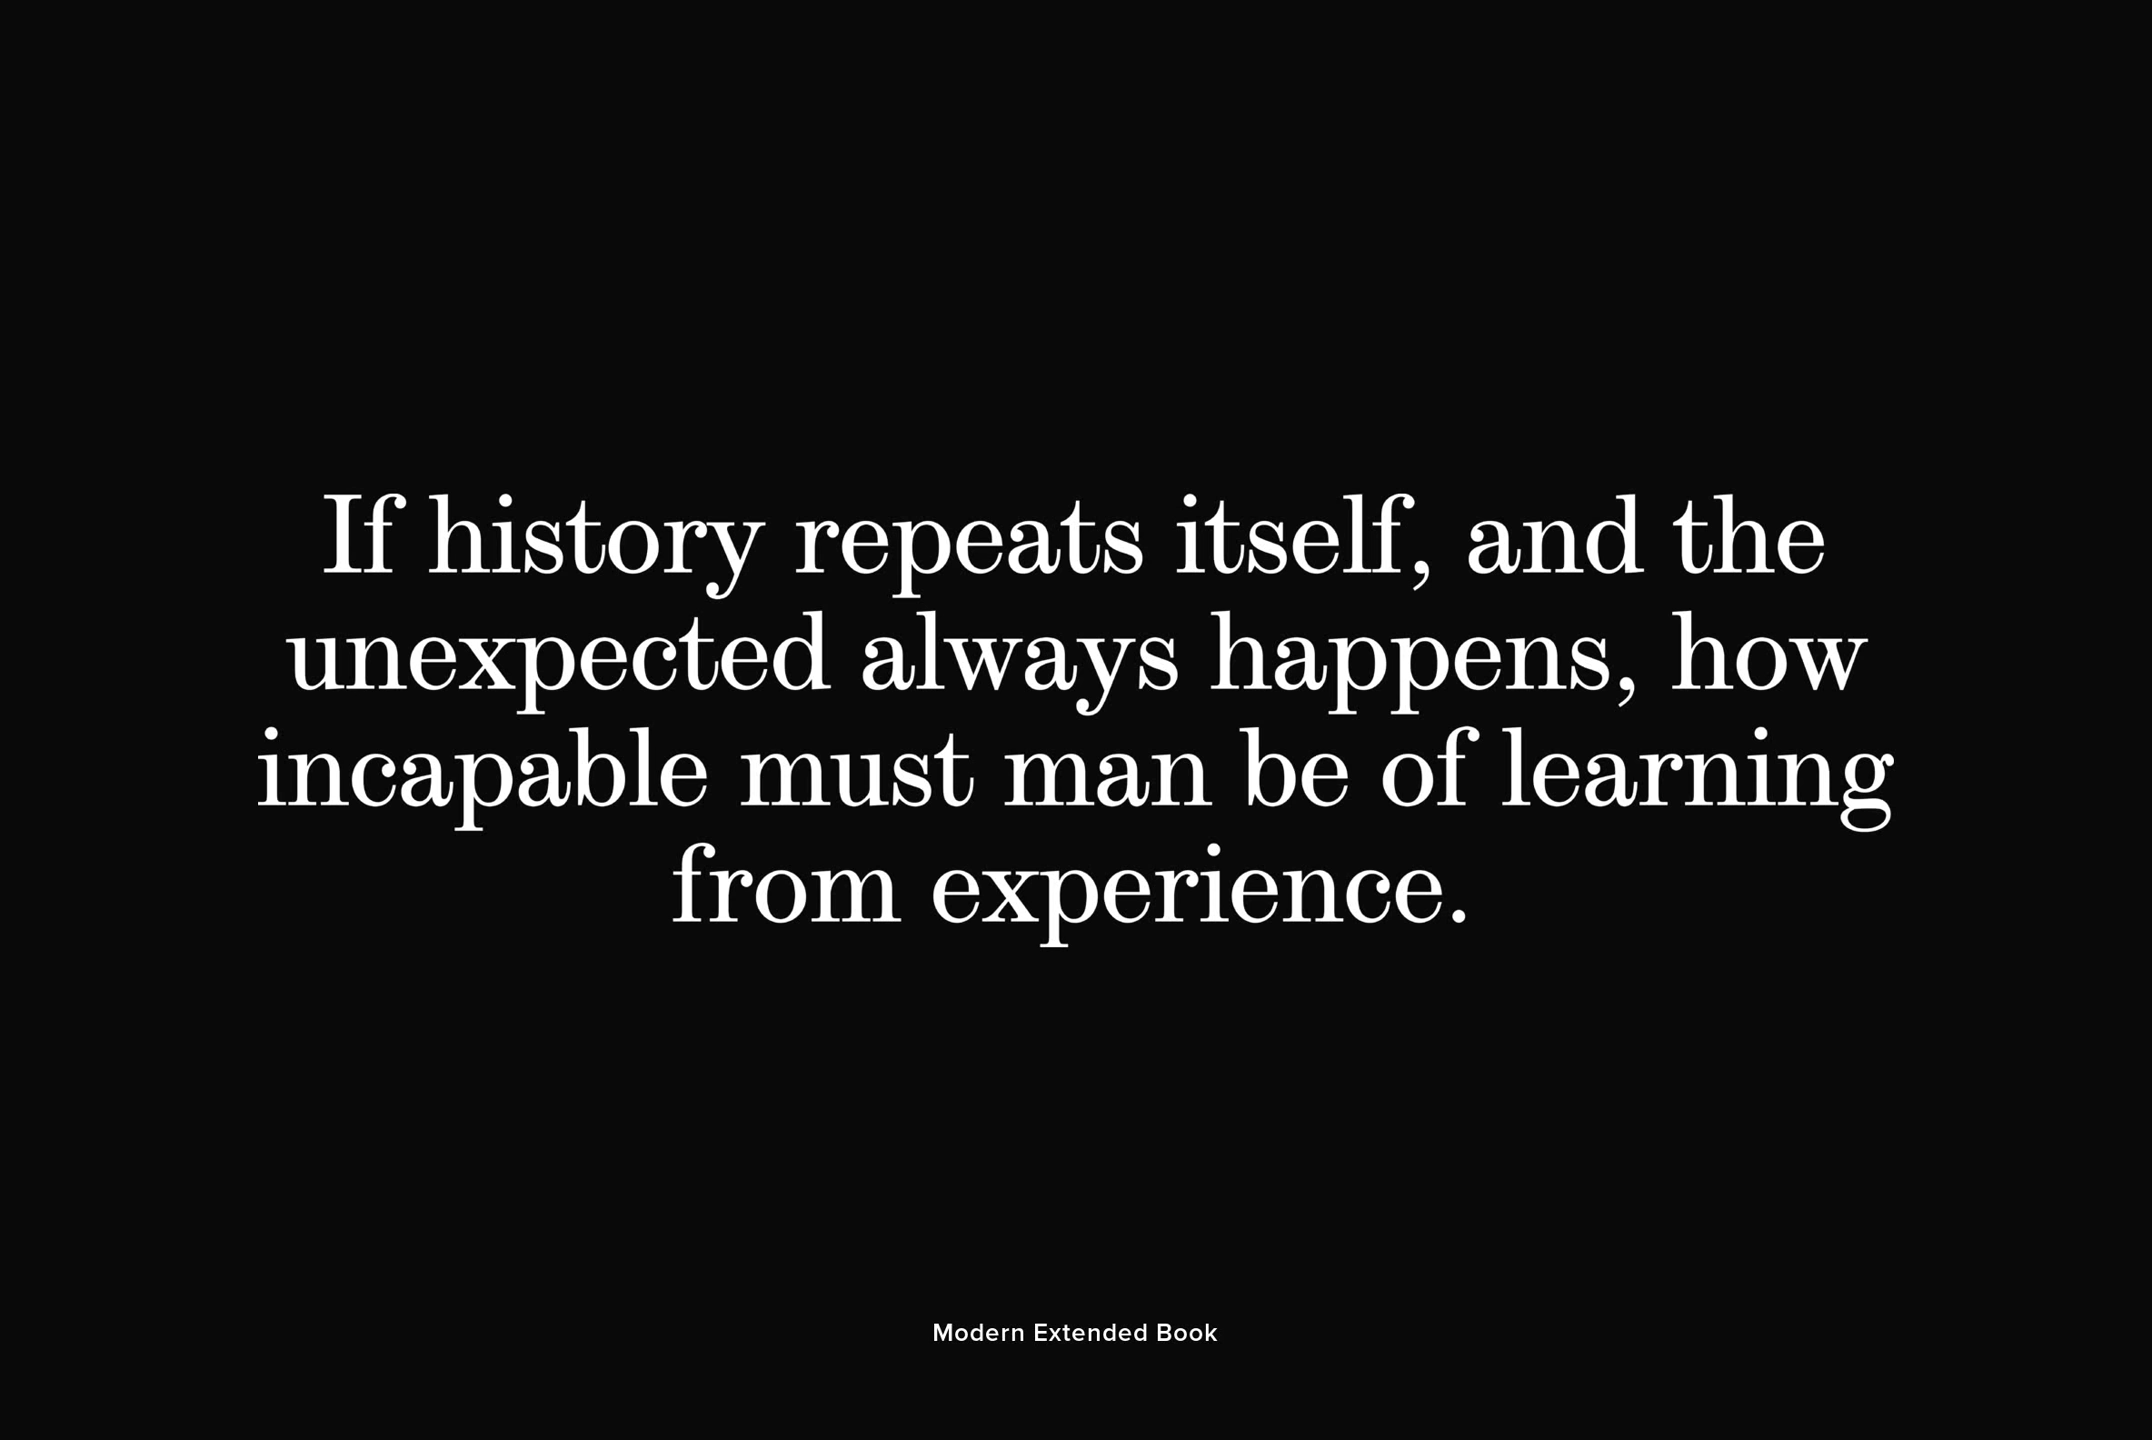 If history repeats itself, and the
unexpected always happens, how
incapable must man be of learning
from experience.
Modern Extended Book